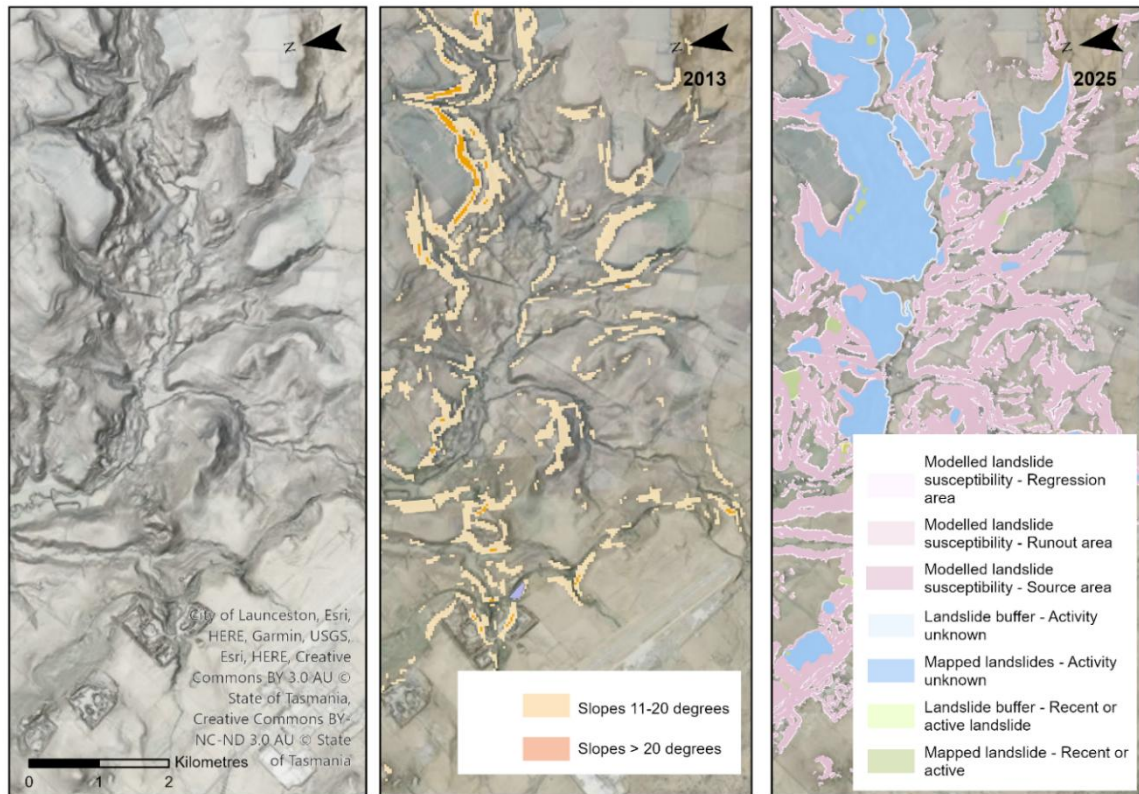 N
City of Launceston, Esri,
HERE, Garmin, USGS,
Esri, HERE, Creative
Commons BY 3.0 AU ©
State of Tasmania,
Creative Commons BY-
NC-ND 3.0 AU © State
of Tasmania
Kilometres
0 1 2
N
2013
Slopes 11-20 degrees
Slopes > 20 degrees
N
2025
Modelled landslide
susceptibility - Regression
area
Modelled landslide
susceptibility - Runout area
Modelled landslide
susceptibility - Source area
Landslide buffer - Activity
unknown
Mapped landslides - Activity
unknown
Landslide buffer - Recent or
active landslide
Mapped landslide - Recent or
active